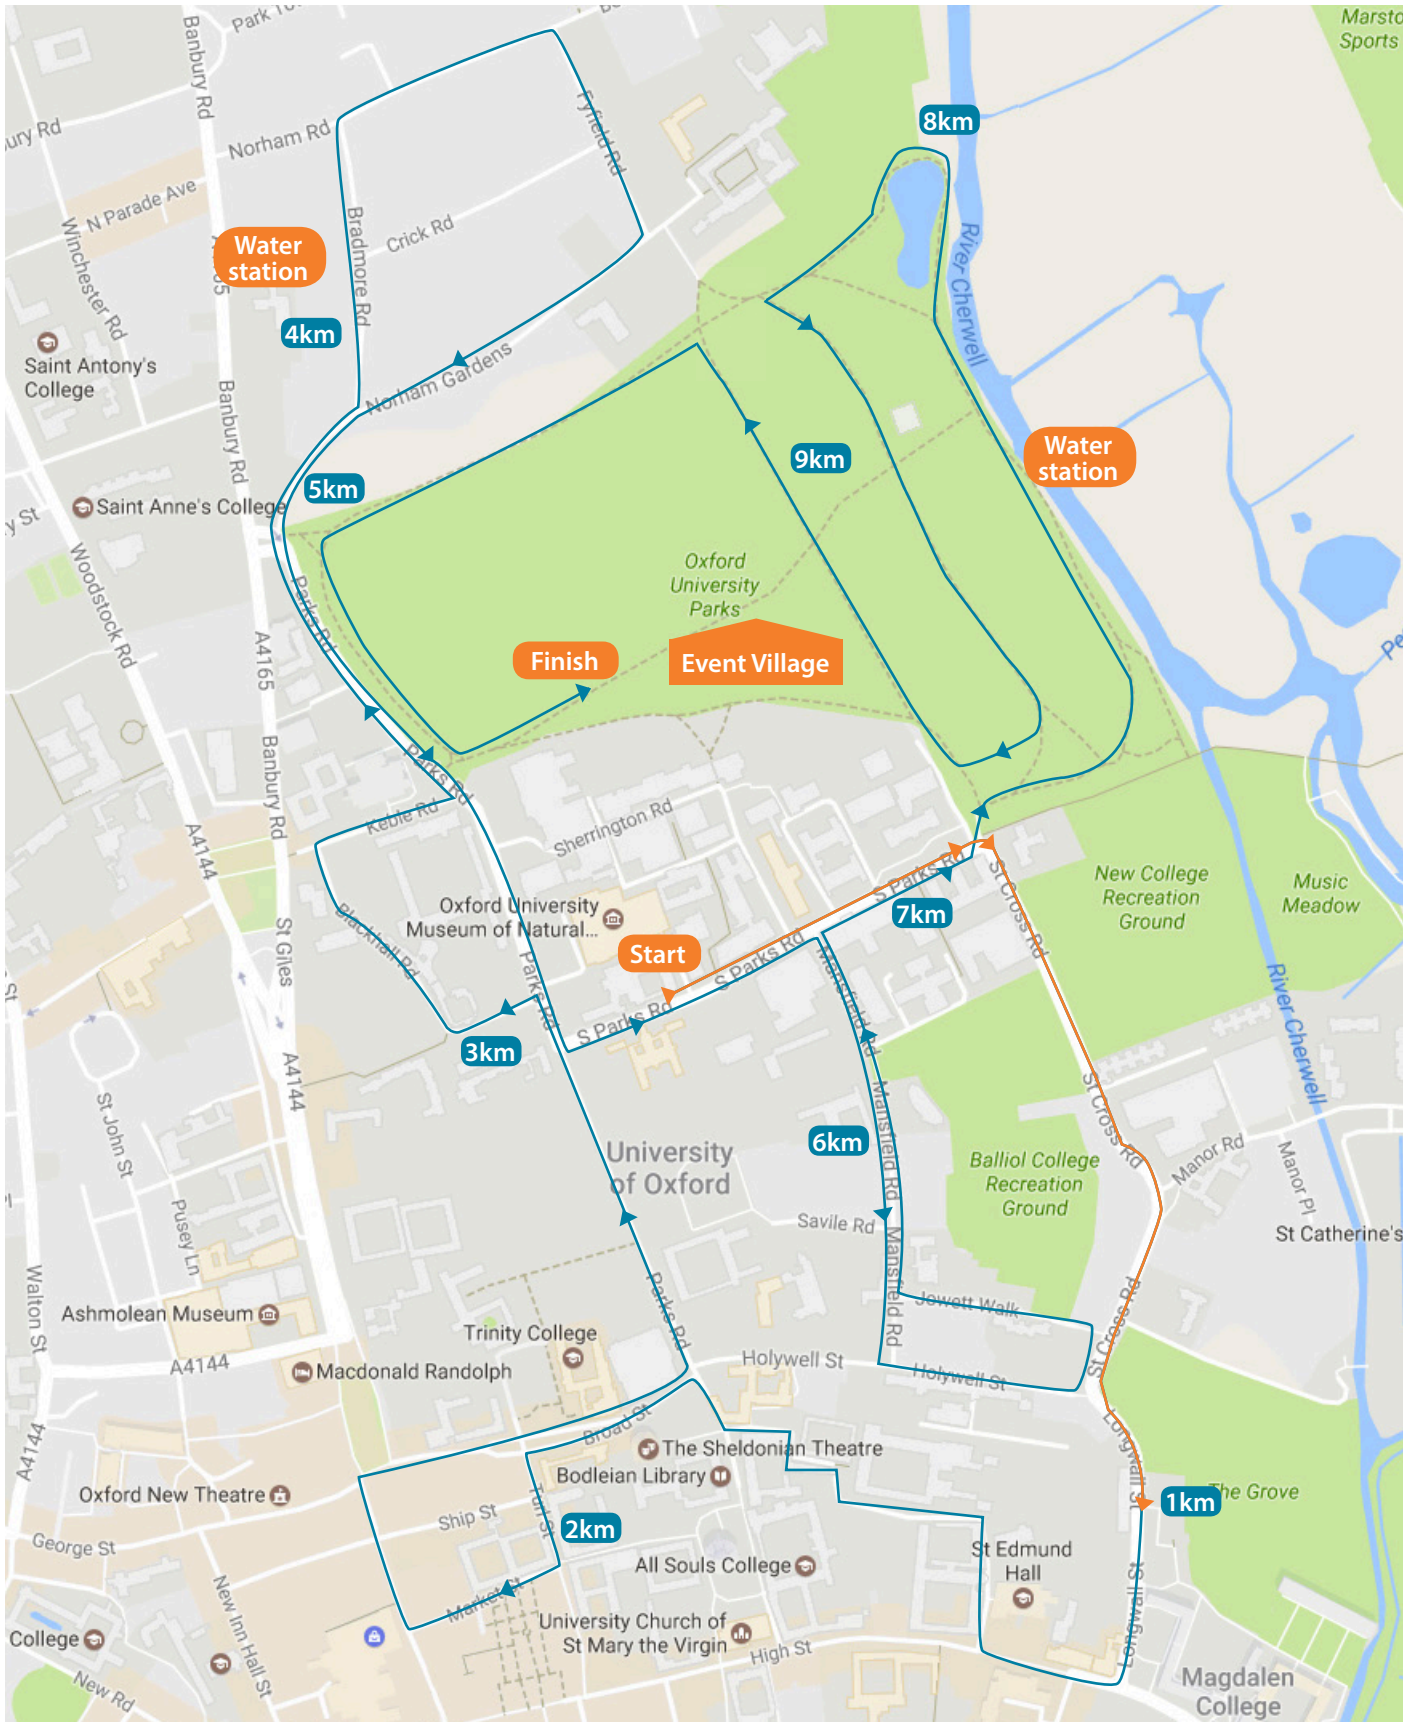 Marsto
Sports
Park To
Banbury Rd
Norham Rd
Fyfield Rd
8km
bury Rd
N Parade Ave
Winchester Rd
Bradmore Rd
Crick Rd
Water
station
4km
River Cherwell
Saint Antony's
College
Banbury Rd
Norham Gardens
9km
Water
station
5km
Saint Anne's College
ry St
Woodstock Rd
Parks Rd
Oxford
University
Parks
A4165
Finish
Event Village
Banbury Rd
Parks Rd
Keble Rd
Sherrington Rd
A4144
S Parks Rd
St Cross Rd
New College
Recreation
Ground
Music
Meadow
7km
Blackhall Rd
Oxford University
Museum of Natural...
St Giles
Start
S Parks Rd
Mansfield Rd
Parks Rd
S Parks Rd
River Cherwell
St
3km
A4144
St John St
Mansfield Rd
St Cross Rd
6km
University
of Oxford
Manor Rd
Manor Pl
Balliol College
Recreation
Ground
Pusey Ln
Savile Rd
Mansfield Rd
St Catherine's
Walton St
Ashmolean Museum
Parks Rd
Jowett Walk
St Cross Rd
Trinity College
A4144
Macdonald Randolph
Holywell St
Holywell St
A4144
Broad St
The Sheldonian Theatre
Longwall St
Bodleian Library
Oxford New Theatre
Turl St
1km
The Grove
Ship St
2km
George St
All Souls College
St Edmund
Hall
New Inn Hall St
Market St
Longwall St
University Church of
St Mary the Virgin
High St
College
New Rd
Magdalen
College